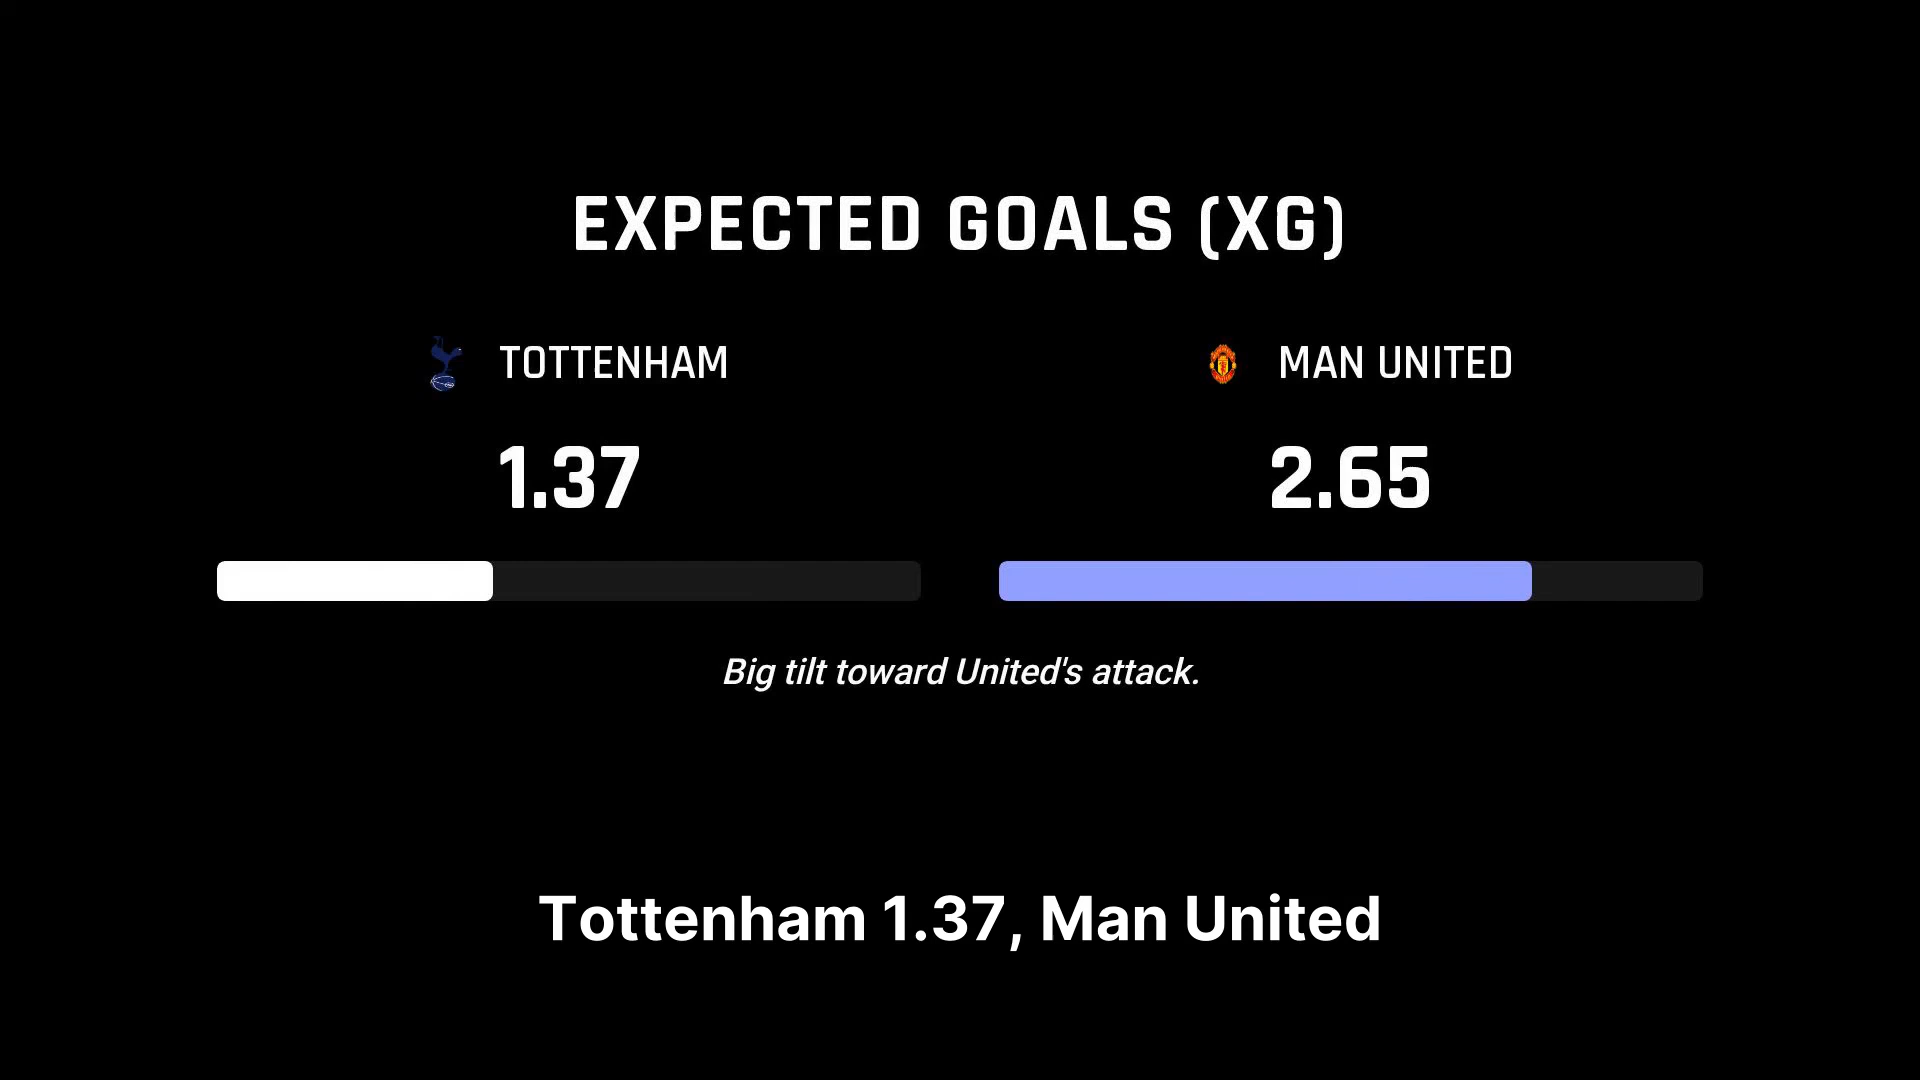 EXPECTED GOALS (XG)
TOTTENHAM
MAN UNITED
1.37
2.65
Big tilt toward United's attack.
Tottenham 1.37, Man United